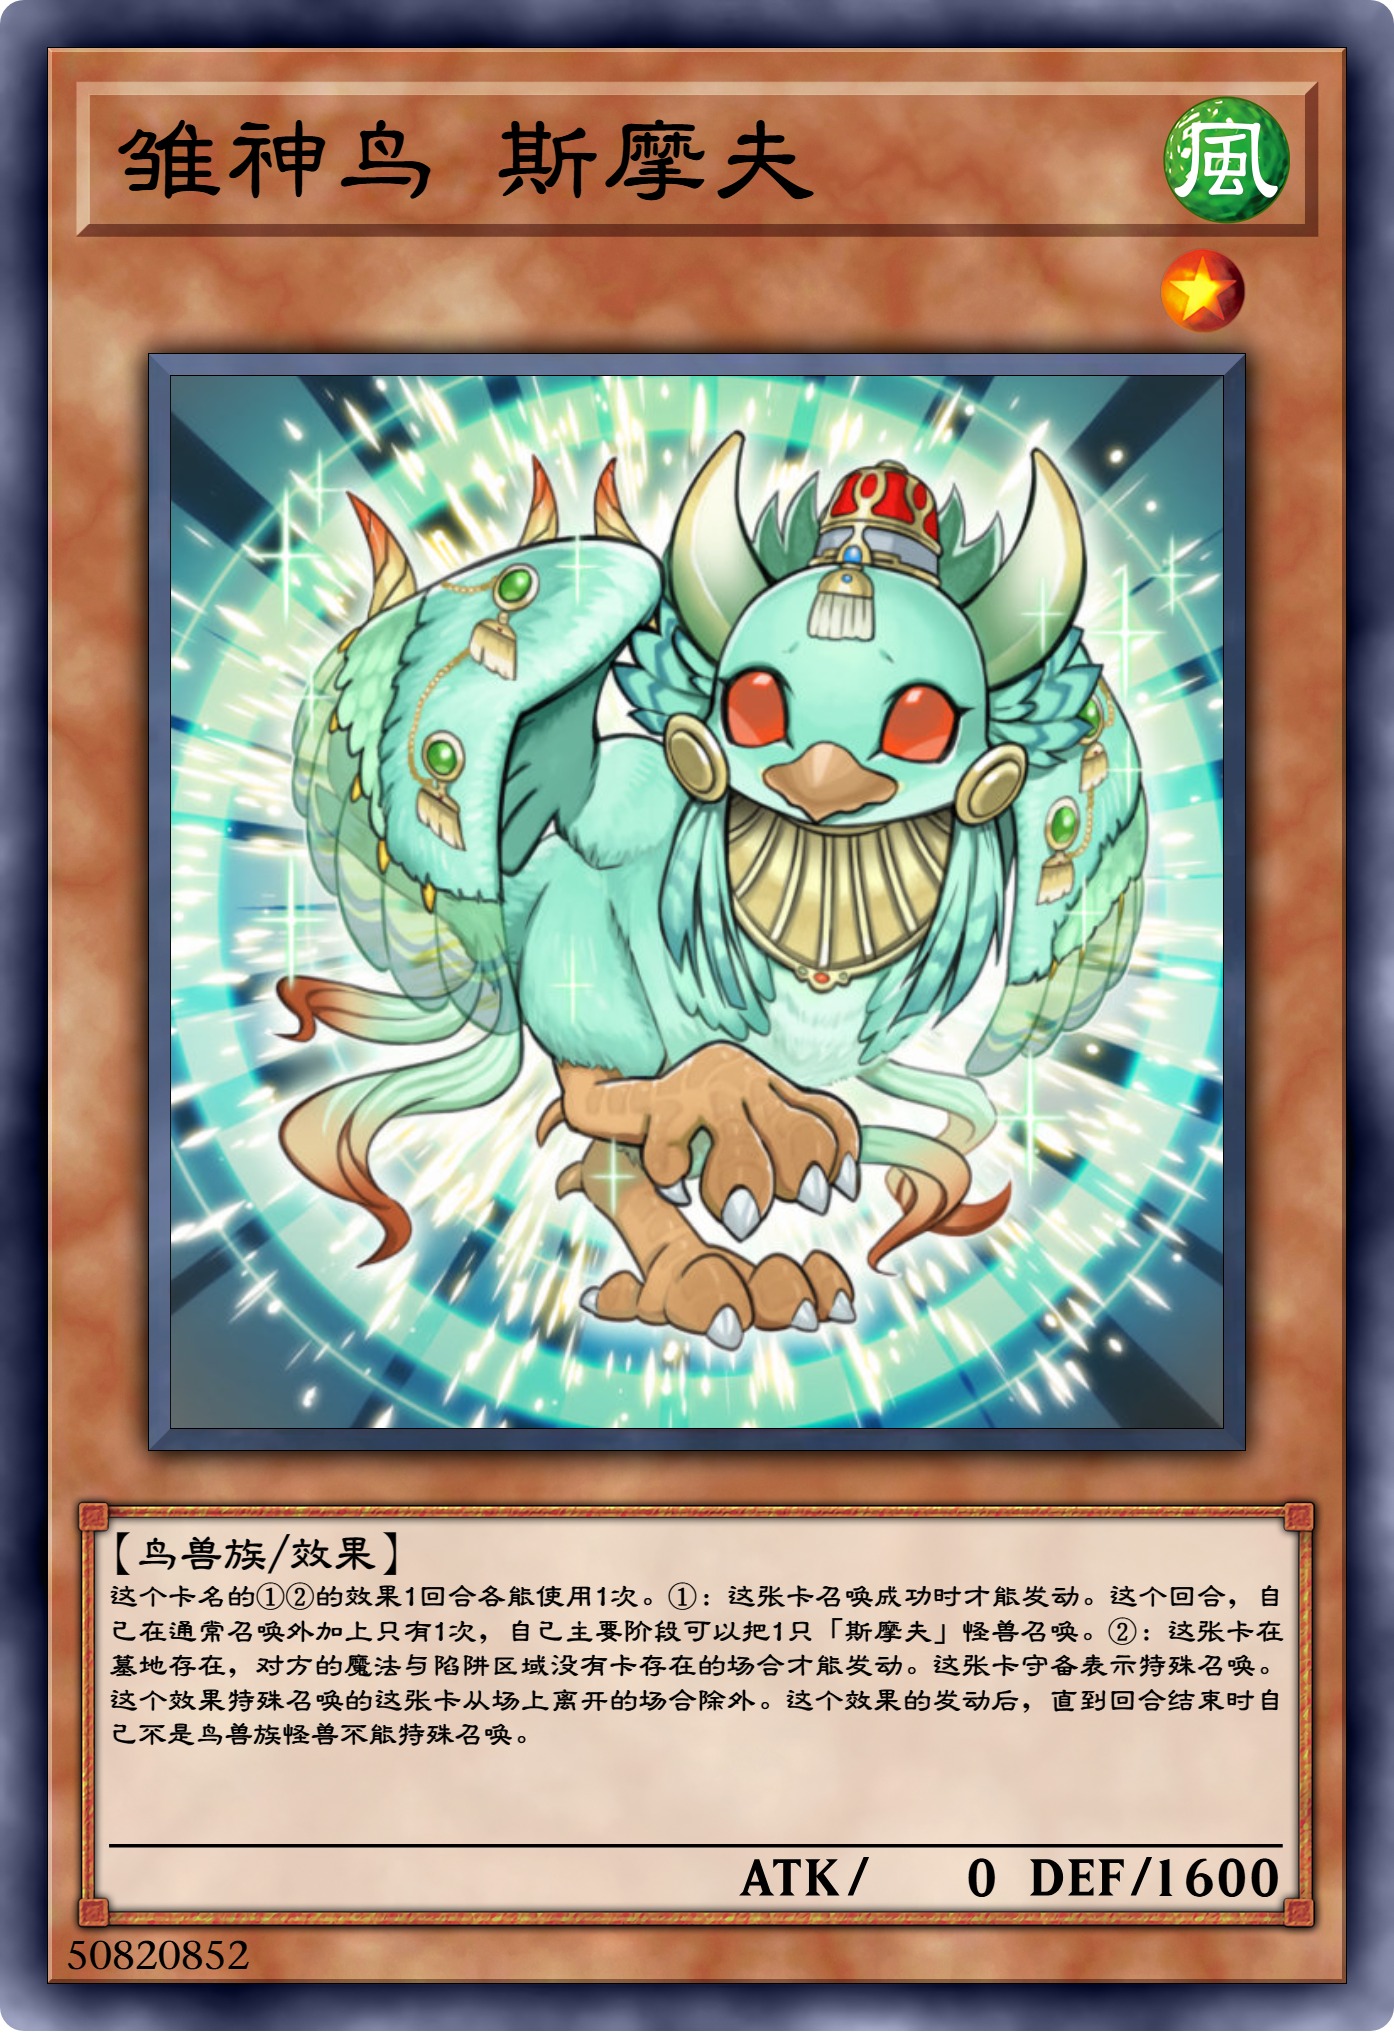 雏神鸟 斯摩夫
風
【鸟兽族/效果】
这个卡名的①②的效果1回合各能使用1次。①：这张卡召唤成功时才能发动。这个回合，自
己在通常召唤外加上只有1次，自己主要阶段可以把1只「斯摩夫」怪兽召唤。②：这张卡在
墓地存在，对方的魔法与陷阱区域没有卡存在的场合才能发动。这张卡守备表示特殊召唤。
这个效果特殊召唤的这张卡从场上离开的场合除外。这个效果的发动后，直到回合结束时自
己不是鸟兽族怪兽不能特殊召唤。
ATK/ 0 DEF/1600
50820852